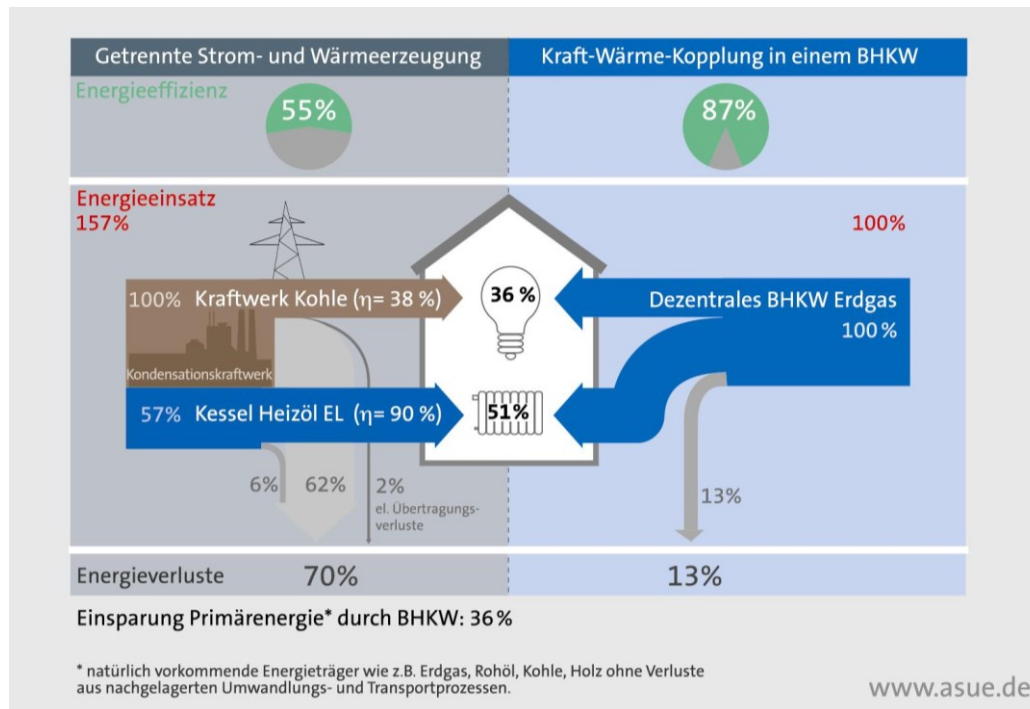 Getrennte Strom- und Wärmeerzeugung
Kraft-Wärme-Kopplung in einem BHKW
Energieeffizienz
55%
87%
Energieeinsatz
157%
100%
100% Kraftwerk Kohle (η= 38 %)
36 %
Dezentrales BHKW Erdgas
100 %
Kondensationskraftwerk
57% Kessel Heizöl EL (η= 90 %)
51%
6%
62%
2%
el. Übertragungs-
verluste
13%
Energieverluste
70%
13%
Einsparung Primärenergie* durch BHKW: 36 %
* natürlich vorkommende Energieträger wie z.B. Erdgas, Rohöl, Kohle, Holz ohne Verluste
aus nachgelagerten Umwandlungs- und Transportprozessen.
www.asue.de